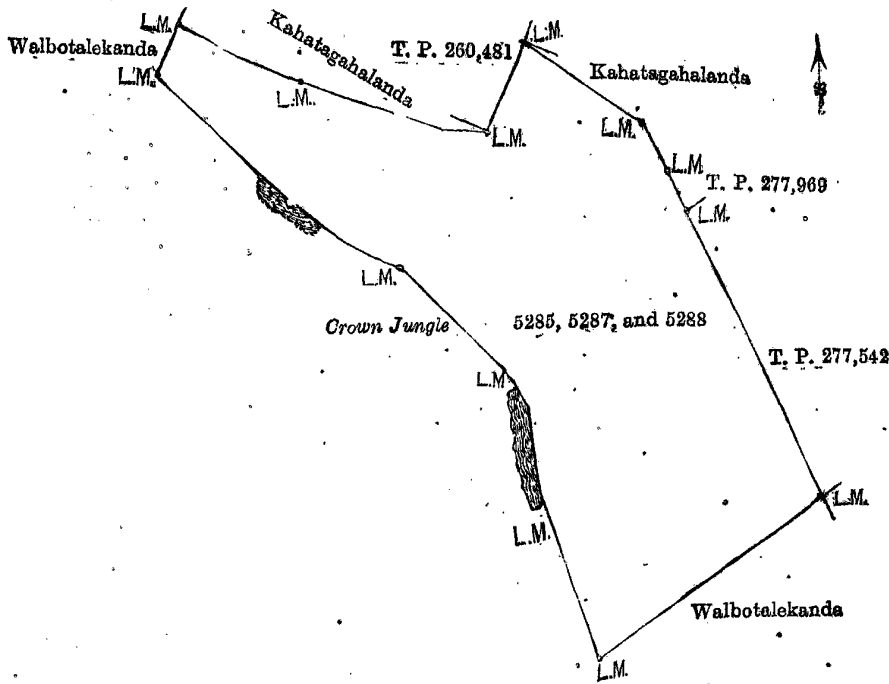 L.M.
Walbotalekanda
L.M.
Kahatagahalanda
L.M.
T. P. 260,481
L.M.
L.M.
Kahatagahalanda
L.M.
L.M.
T. P. 277,969
L.M.
L.M.
Crown Jungle
5285, 5287, and 5288
T. P. 277,542
L.M.
L.M.
L.M.
Walbotalekanda
L.M.